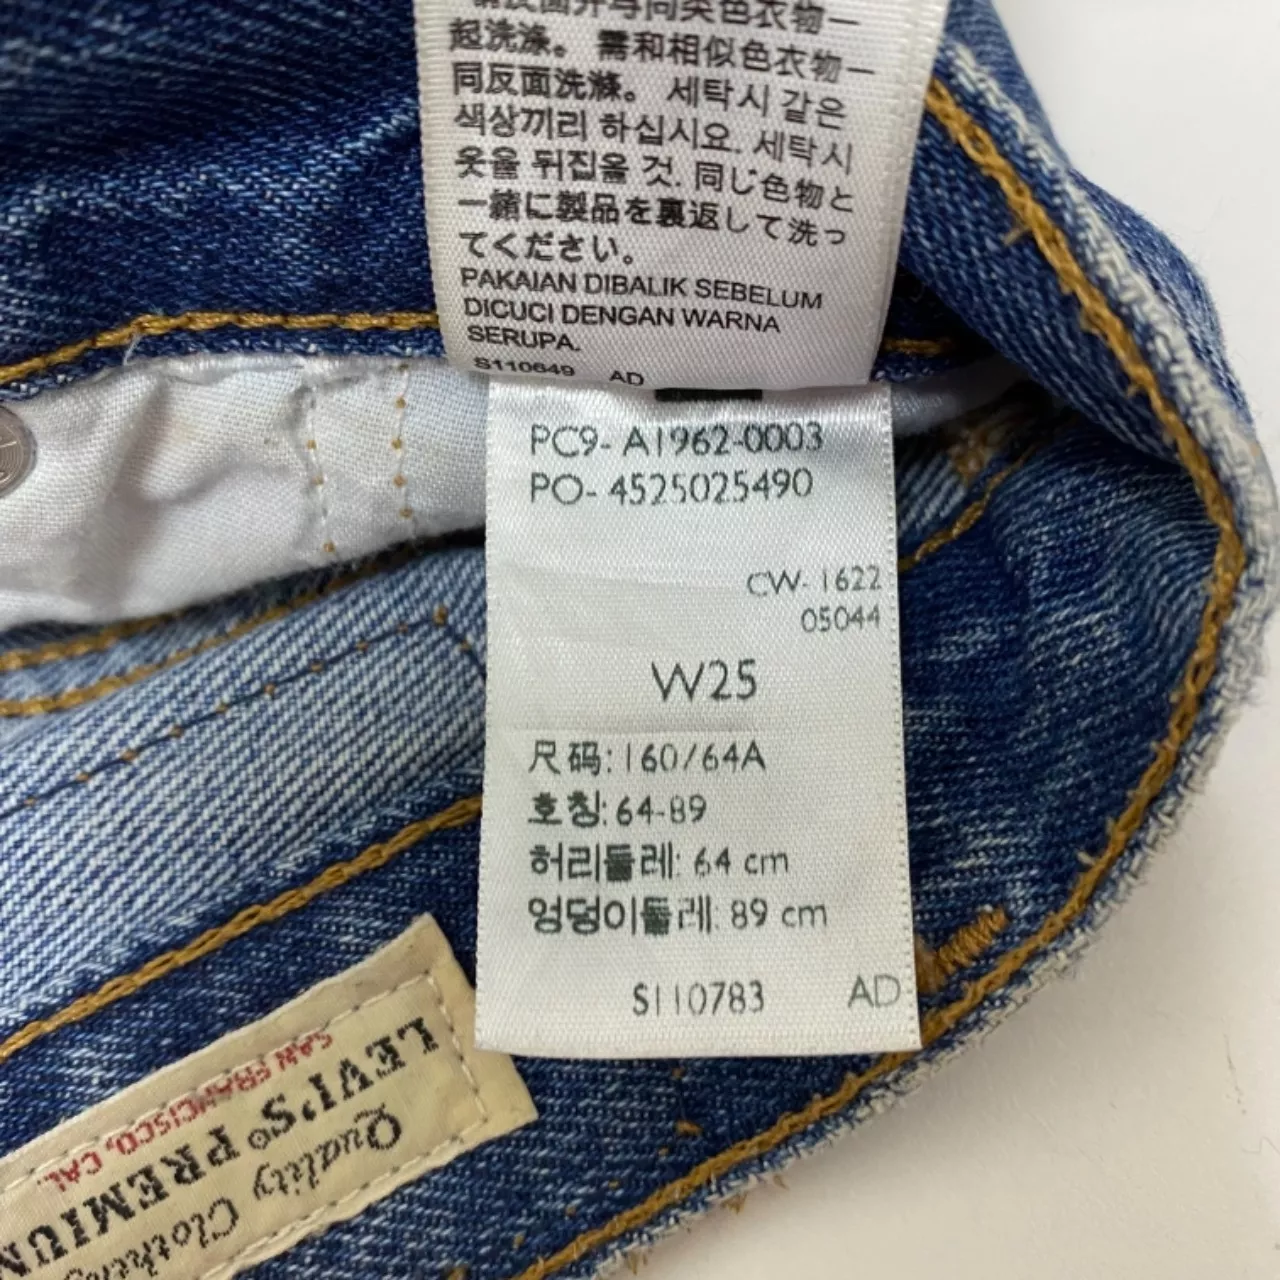 起洗涤。需和相似色衣物一
同反面洗涤。세탁시 같은
색상끼리 하십시요. 세탁시
옷을 뒤집을 것. 同じ色物と
一緒に製品を裏返して洗っ
てください。
PAKAIAN DIBALIK SEBELUM
DICUCI DENGAN WARNA
SERUPA.
S110649 AD
PC9- A1962-0003
PO- 4525025490
CW- 1622
05044
W25
尺码: 160/64A
호칭: 64-89
허리둘레: 64 cm
엉덩이둘레: 89 cm
S110783 AD
LEVI'S® PREMIUM
SAN FRANCISCO, CAL.
Quality Clothing